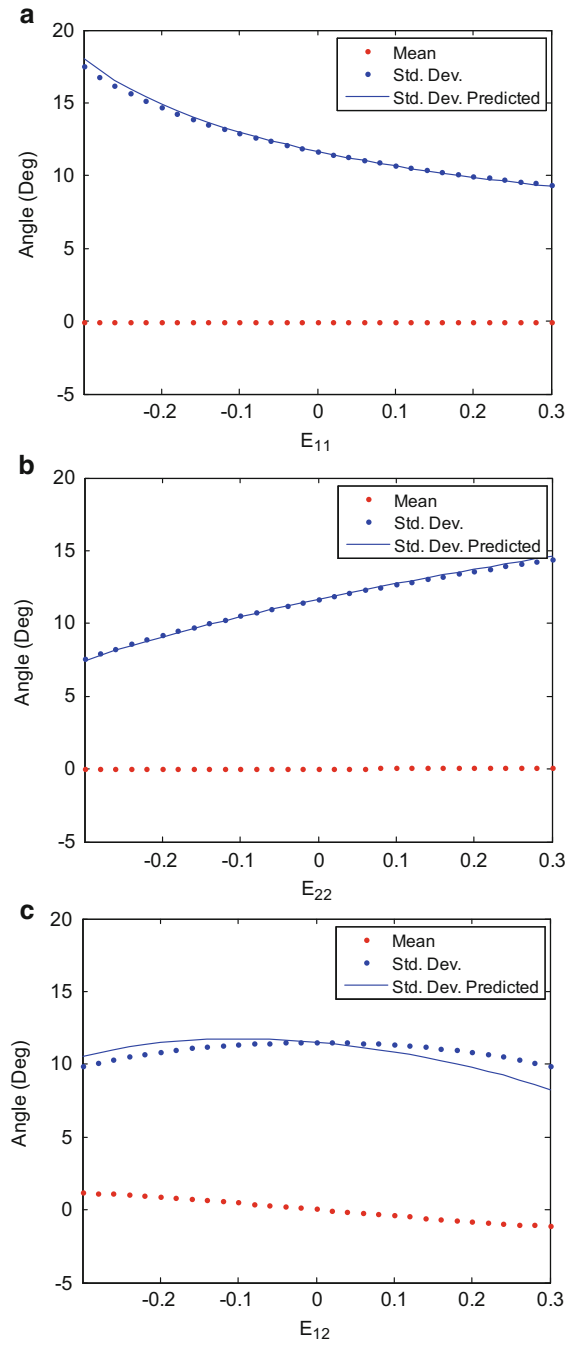 a
20
15
10
5
0
-5
Angle (Deg)
Mean
Std. Dev.
Std. Dev. Predicted
-0.2 -0.1 0 0.1 0.2 0.3
E11
b
20
15
10
5
0
-5
Angle (Deg)
Mean
Std. Dev.
Std. Dev. Predicted
-0.2 -0.1 0 0.1 0.2 0.3
E22
c
20
15
10
5
0
-5
Angle (Deg)
Mean
Std. Dev.
Std. Dev. Predicted
-0.2 -0.1 0 0.1 0.2 0.3
E12